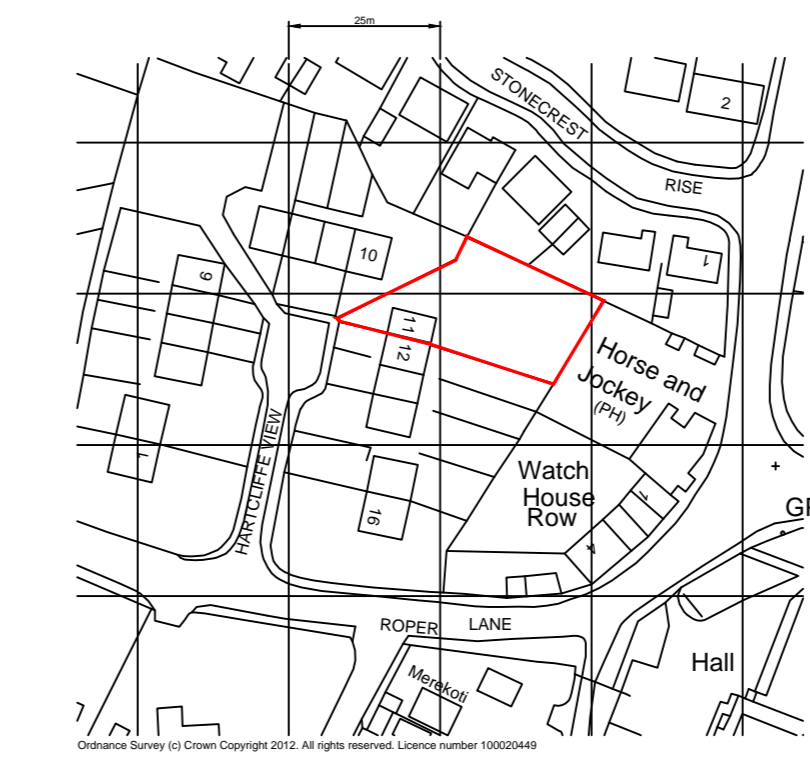 25m
STONECREST
2
RISE
10
9
1
11
12
Horse and
Jockey
(PH)
HARTCLIFFE VIEW
1
Watch
House
Row
1
4
16
GR
ROPER LANE
Hall
Merekoti
Ordnance Survey (c) Crown Copyright 2012. All rights reserved. Licence number 100020449